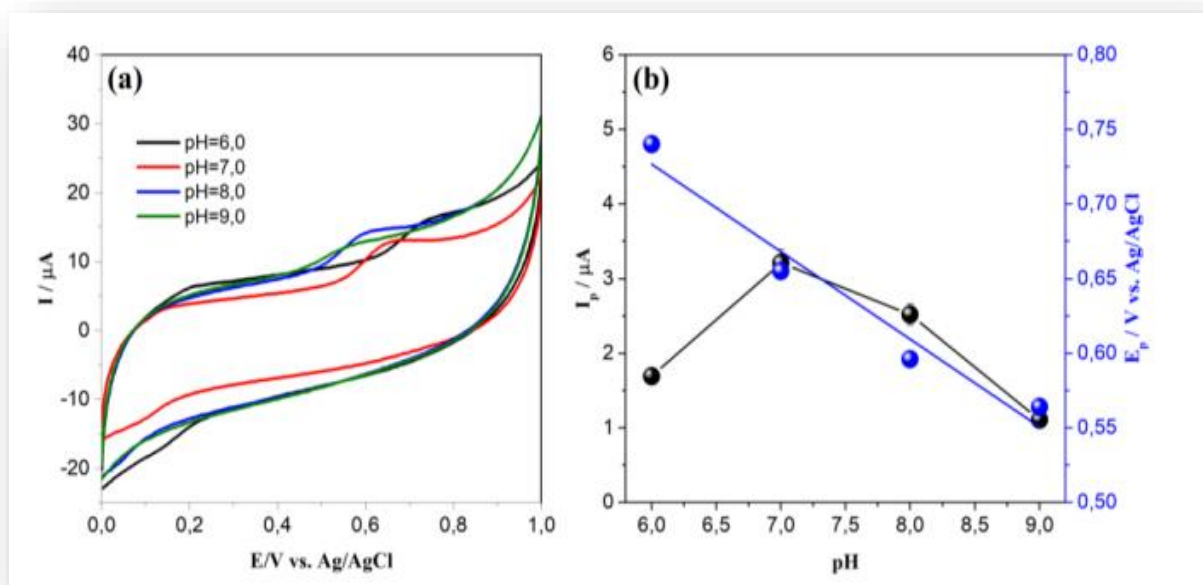 (a)
pH=6,0
pH=7,0
pH=8,0
pH=9,0
40
30
20
10
0
-10
-20
I / μA
0,0 0,2 0,4 0,6 0,8 1,0
E/V vs. Ag/AgCl
(b)
6
5
4
3
2
1
0
I_p / μA
0,80
0,75
0,70
0,65
0,60
0,55
0,50
E_p / V vs. Ag/AgCl
6,0 6,5 7,0 7,5 8,0 8,5 9,0
pH